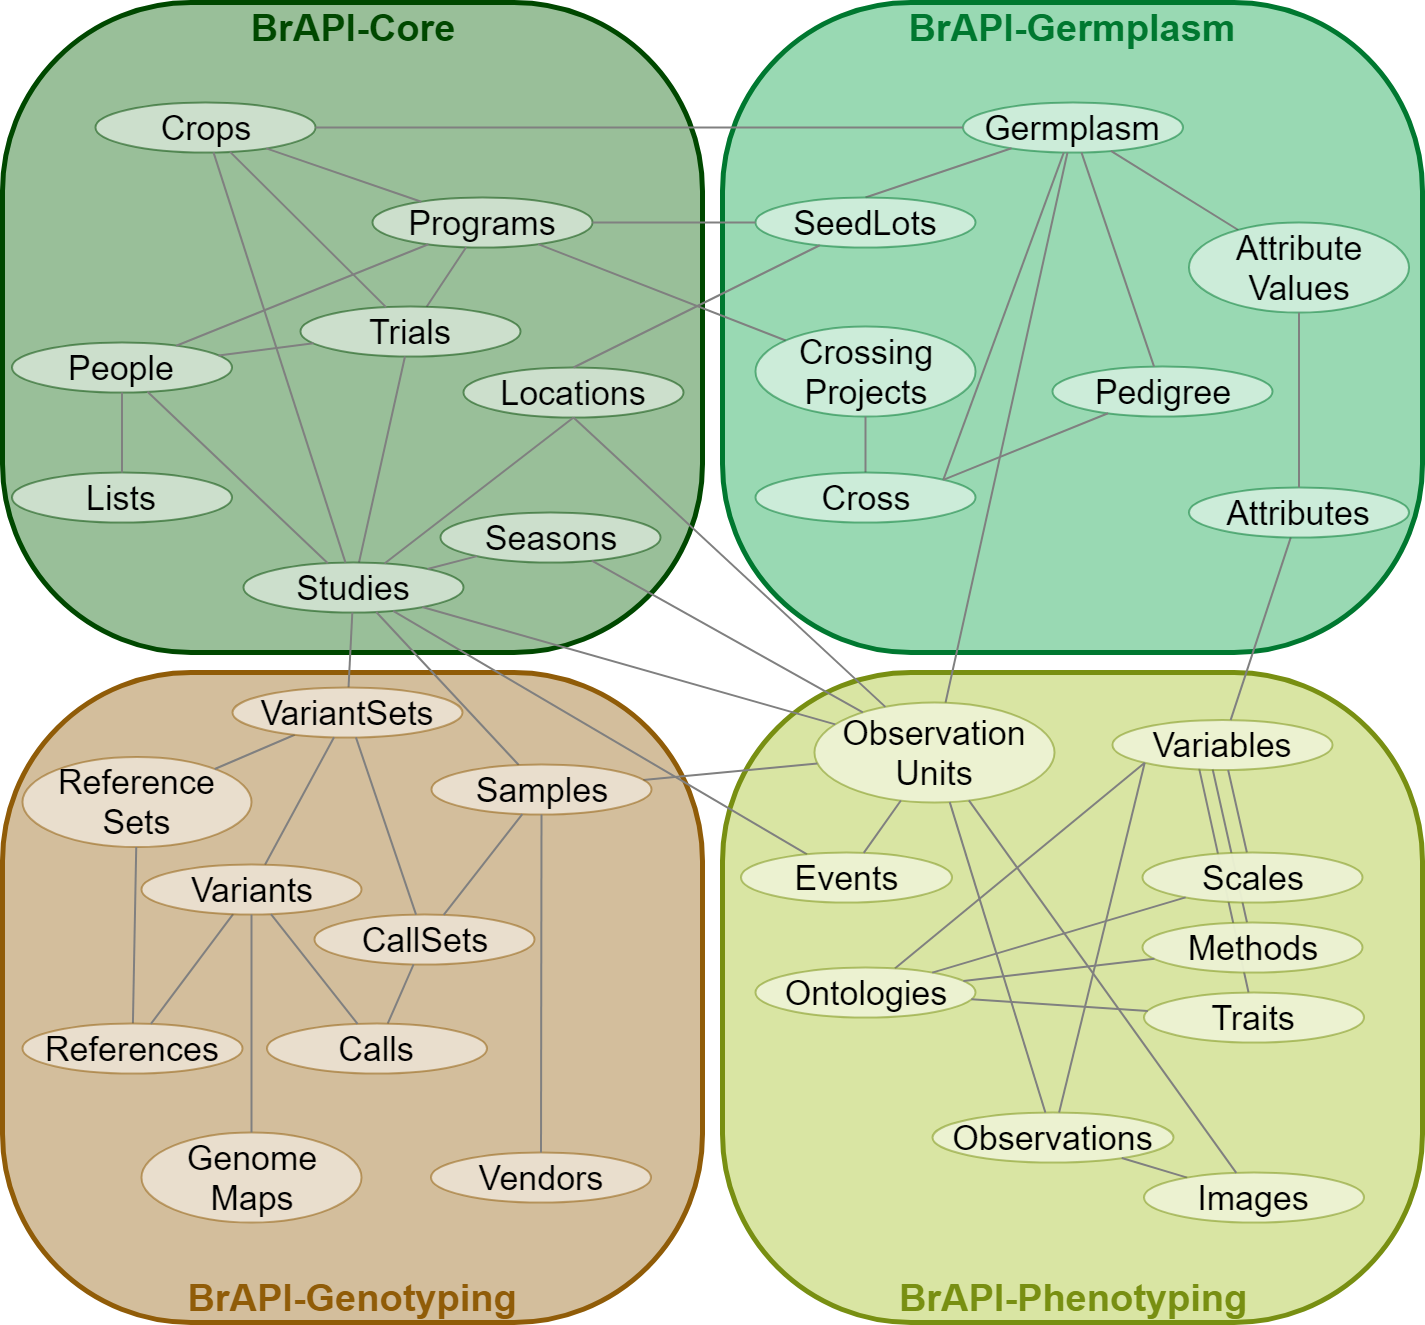 BrAPI-Core
Crops
Programs
Trials
People
Locations
Lists
Seasons
Studies
BrAPI-Germplasm
Germplasm
SeedLots
Attribute
Values
Crossing
Projects
Pedigree
Cross
Attributes
VariantSets
Reference
Sets
Samples
Variants
CallSets
References
Calls
Genome
Maps
Vendors
BrAPI-Genotyping
Observation
Units
Variables
Events
Scales
Methods
Ontologies
Traits
Observations
Images
BrAPI-Phenotyping